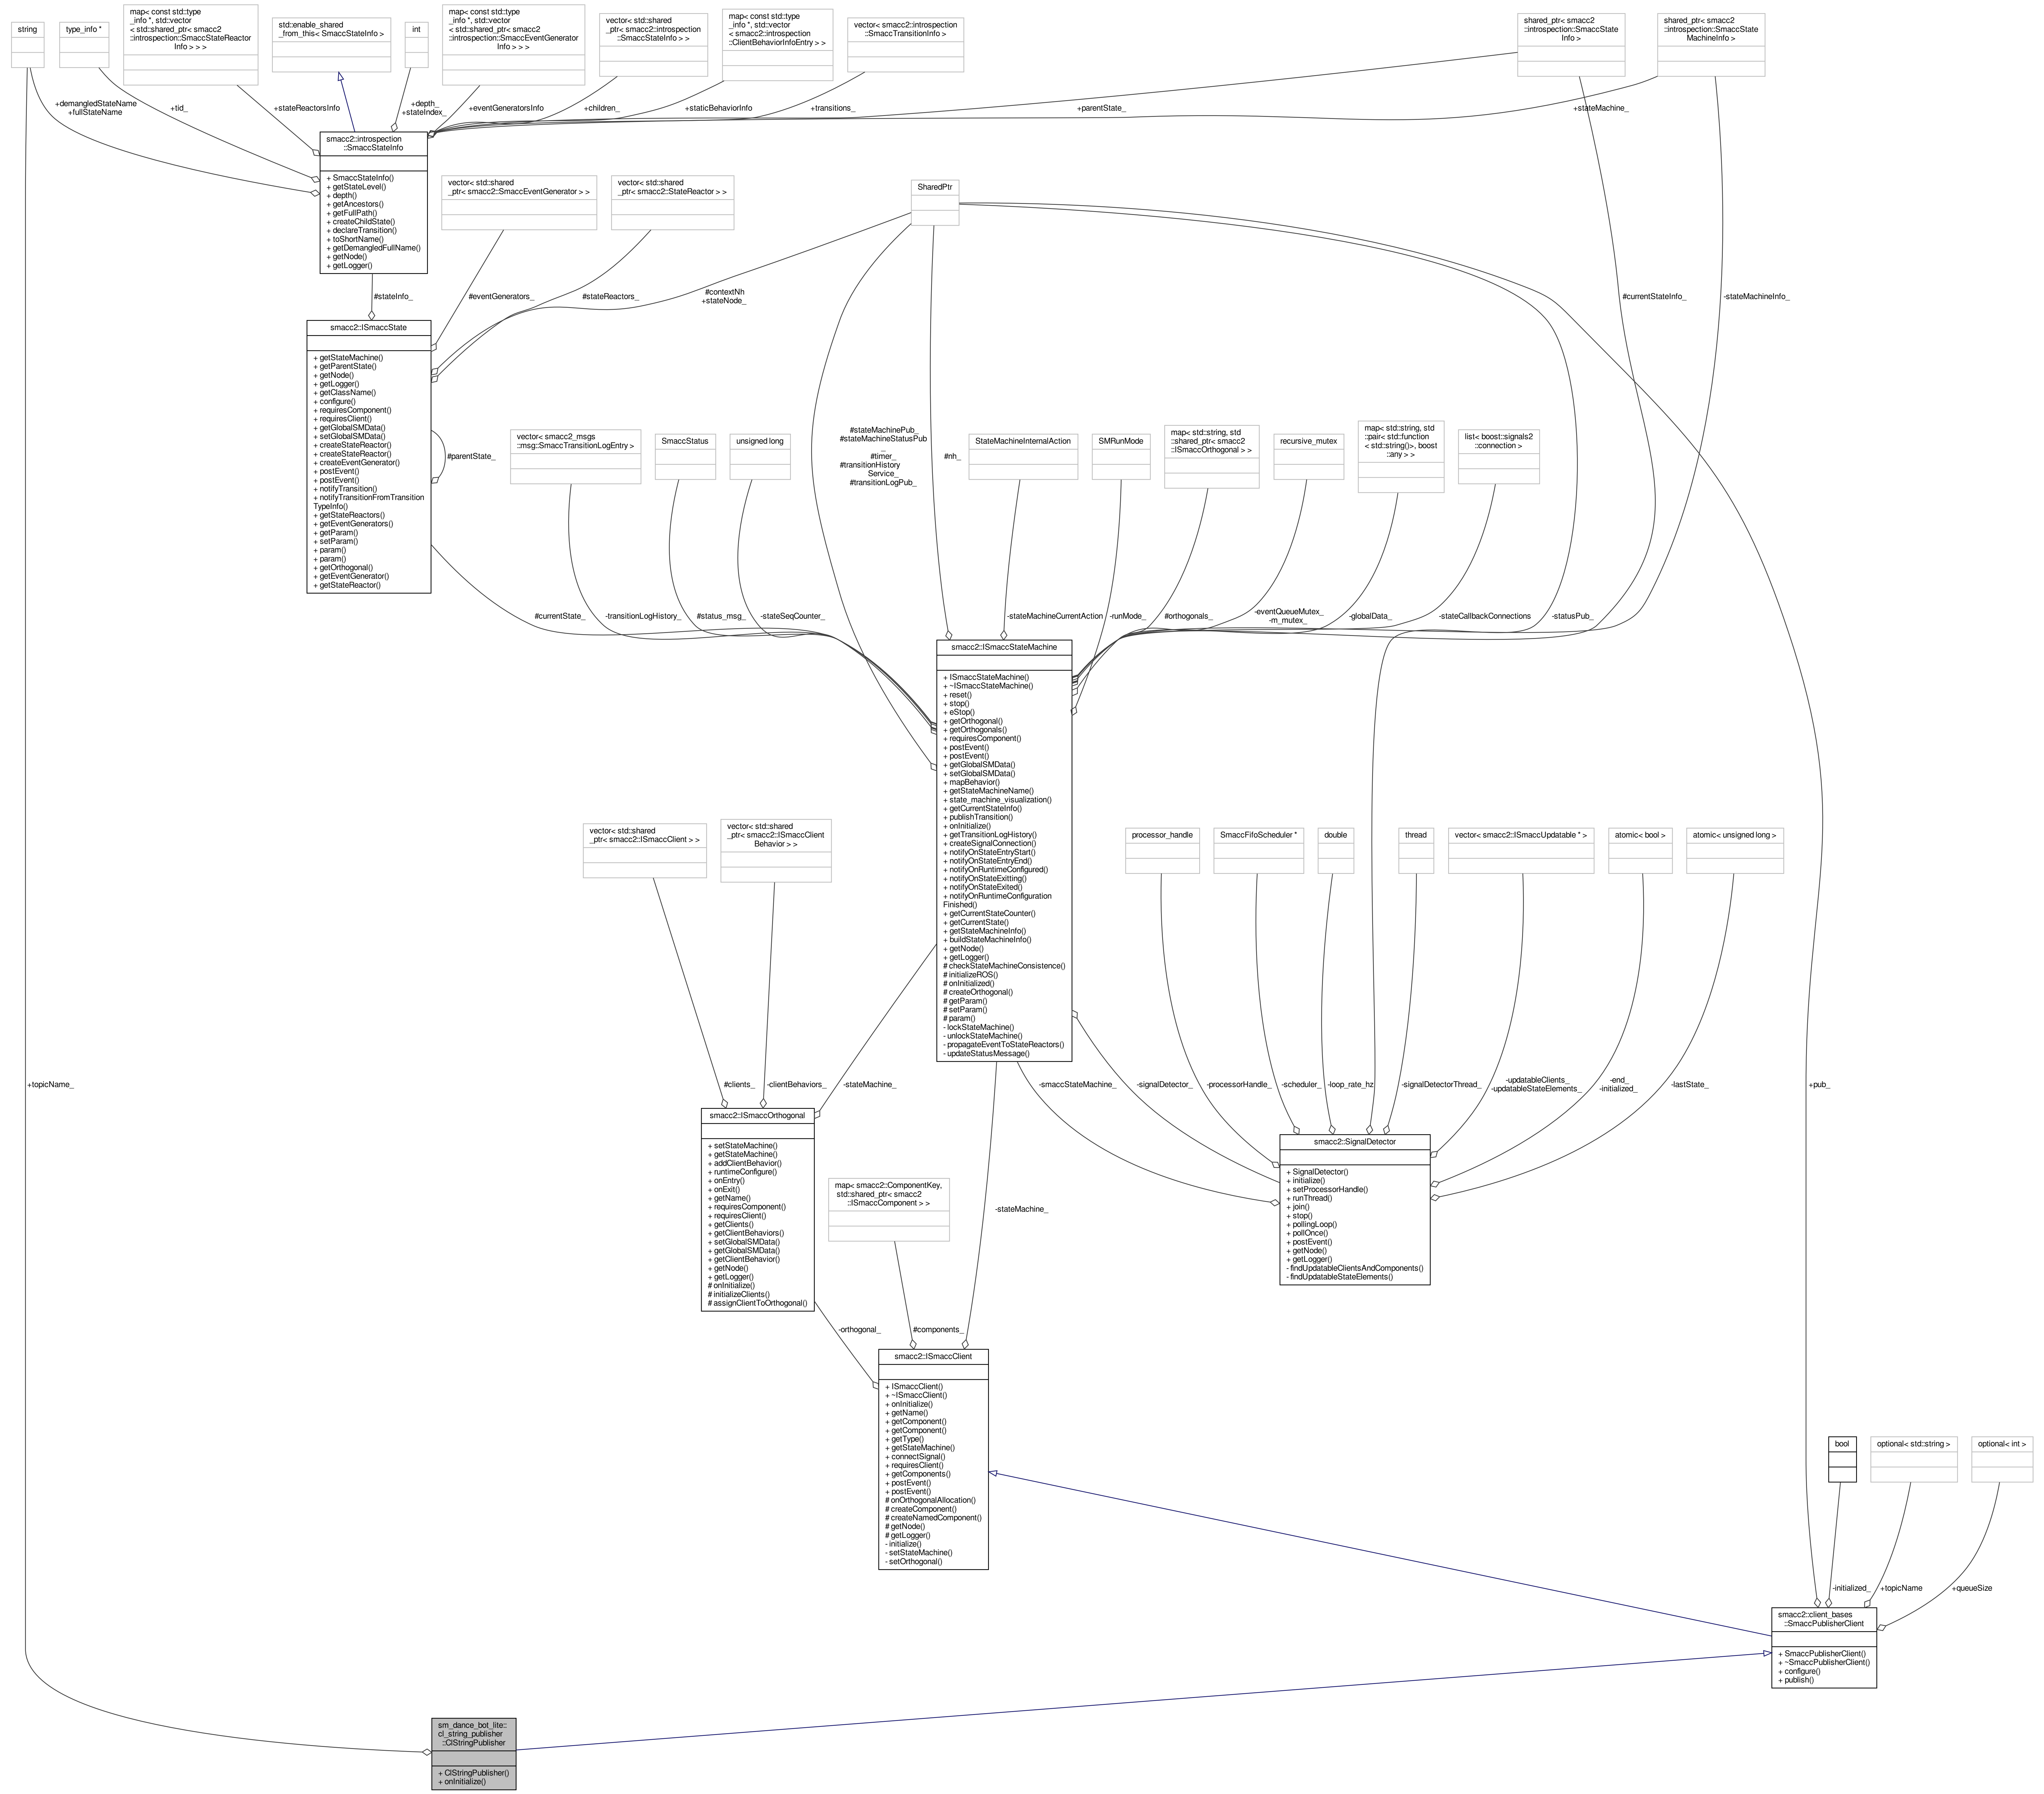 string
type_info *
map< const std::type
_info *, std::vector
< std::shared_ptr< smacc2
::introspection::SmaccStateReactor
Info > > >
std::enable_shared
_from_this< SmaccStateInfo >
int
map< const std::type
_info *, std::vector
< std::shared_ptr< smacc2
::introspection::SmaccEventGenerator
Info > > >
vector< std::shared
_ptr< smacc2::introspection
::SmaccStateInfo > >
map< const std::type
_info *, std::vector
< smacc2::introspection
::ClientBehaviorInfoEntry > >
vector< smacc2::introspection
::SmaccTransitionInfo >
shared_ptr< smacc2
::introspection::SmaccState
Info >
shared_ptr< smacc2
::introspection::SmaccState
MachineInfo >
+demangledStateName
+fullStateName
+tid_
+stateReactorsInfo
+depth_
+stateIndex_
+eventGeneratorsInfo
+children_
+staticBehaviorInfo
+transitions_
+parentState_
+stateMachine_
smacc2::introspection
::SmaccStateInfo
+ SmaccStateInfo()
+ getStateLevel()
+ depth()
+ getAncestors()
+ getFullPath()
+ createChildState()
+ declareTransition()
+ toShortName()
+ getDemangledFullName()
+ getNode()
+ getLogger()
vector< std::shared
_ptr< smacc2::SmaccEventGenerator > >
vector< std::shared
_ptr< smacc2::StateReactor > >
SharedPtr
#stateInfo_
#eventGenerators_
#stateReactors_
#contextNh
+stateNode_
#currentStateInfo_
-stateMachineInfo_
smacc2::ISmaccState
+ getStateMachine()
+ getParentState()
+ getNode()
+ getLogger()
+ getClassName()
+ configure()
+ requiresComponent()
+ requiresClient()
+ getGlobalSMData()
+ setGlobalSMData()
+ createStateReactor()
+ createStateReactor()
+ createEventGenerator()
+ postEvent()
+ postEvent()
+ notifyTransition()
+ notifyTransitionFromTransition
TypeInfo()
+ getStateReactors()
+ getEventGenerators()
+ getParam()
+ setParam()
+ param()
+ param()
+ getOrthogonal()
+ getEventGenerator()
+ getStateReactor()
#parentState_
vector< smacc2_msgs
::msg::SmaccTransitionLogEntry >
SmaccStatus
unsigned long
#stateMachinePub_
#stateMachineStatusPub
_
#timer_
#transitionHistory
Service_
#transitionLogPub_
#nh_
StateMachineInternalAction
SMRunMode
map< std::string, std
::shared_ptr< smacc2
::ISmaccOrthogonal > >
recursive_mutex
map< std::string, std
::pair< std::function
< std::string()>, boost
::any > >
list< boost::signals2
::connection >
#currentState_
-transitionLogHistory_
#status_msg_
-stateSeqCounter_
-stateMachineCurrentAction
-runMode_
#orthogonals_
-eventQueueMutex_
-m_mutex_
-globalData_
-stateCallbackConnections
-statusPub_
smacc2::ISmaccStateMachine
+ ISmaccStateMachine()
+ ~ISmaccStateMachine()
+ reset()
+ stop()
+ eStop()
+ getOrthogonal()
+ getOrthogonals()
+ requiresComponent()
+ postEvent()
+ postEvent()
+ getGlobalSMData()
+ setGlobalSMData()
+ mapBehavior()
+ getStateMachineName()
+ state_machine_visualization()
+ getCurrentStateInfo()
+ publishTransition()
+ onInitialize()
+ getTransitionLogHistory()
+ createSignalConnection()
+ notifyOnStateEntryStart()
+ notifyOnStateEntryEnd()
+ notifyOnRuntimeConfigured()
+ notifyOnStateExitting()
+ notifyOnStateExited()
+ notifyOnRuntimeConfiguration
Finished()
+ getCurrentStateCounter()
+ getCurrentState()
+ getStateMachineInfo()
+ buildStateMachineInfo()
+ getNode()
+ getLogger()
# checkStateMachineConsistence()
# initializeROS()
# onInitialized()
# createOrthogonal()
# getParam()
# setParam()
# param()
- lockStateMachine()
- unlockStateMachine()
- propagateEventToStateReactors()
- updateStatusMessage()
vector< std::shared
_ptr< smacc2::ISmaccClient > >
vector< std::shared
_ptr< smacc2::ISmaccClient
Behavior > >
processor_handle
SmaccFifoScheduler *
double
thread
vector< smacc2::ISmaccUpdatable * >
atomic< bool >
atomic< unsigned long >
+topicName_
#clients_
-clientBehaviors_
-stateMachine_
-smaccStateMachine_
-signalDetector_
-processorHandle_
-scheduler_
-loop_rate_hz
-signalDetectorThread_
-updatableClients_
-updatableStateElements_
-end_
-initialized_
-lastState_
+pub_
smacc2::ISmaccOrthogonal
+ setStateMachine()
+ getStateMachine()
+ addClientBehavior()
+ runtimeConfigure()
+ onEntry()
+ onExit()
+ getName()
+ requiresComponent()
+ requiresClient()
+ getClients()
+ getClientBehaviors()
+ setGlobalSMData()
+ getGlobalSMData()
+ getClientBehavior()
+ getNode()
+ getLogger()
# onInitialize()
# initializeClients()
# assignClientToOrthogonal()
smacc2::SignalDetector
+ SignalDetector()
+ initialize()
+ setProcessorHandle()
+ runThread()
+ join()
+ stop()
+ pollingLoop()
+ pollOnce()
+ postEvent()
+ getNode()
+ getLogger()
- findUpdatableClientsAndComponents()
- findUpdatableStateElements()
map< smacc2::ComponentKey,
std::shared_ptr< smacc2
::ISmaccComponent > >
-stateMachine_
-orthogonal_
#components_
smacc2::ISmaccClient
+ ISmaccClient()
+ ~ISmaccClient()
+ onInitialize()
+ getName()
+ getComponent()
+ getComponent()
+ getType()
+ getStateMachine()
+ connectSignal()
+ requiresClient()
+ getComponents()
+ postEvent()
+ postEvent()
# onOrthogonalAllocation()
# createComponent()
# createNamedComponent()
# getNode()
# getLogger()
- initialize()
- setStateMachine()
- setOrthogonal()
bool
optional< std::string >
optional< int >
-initialized_
+topicName
+queueSize
smacc2::client_bases
::SmaccPublisherClient
+ SmaccPublisherClient()
+ ~SmaccPublisherClient()
+ configure()
+ publish()
sm_dance_bot_lite::
cl_string_publisher
::ClStringPublisher
+ ClStringPublisher()
+ onInitialize()